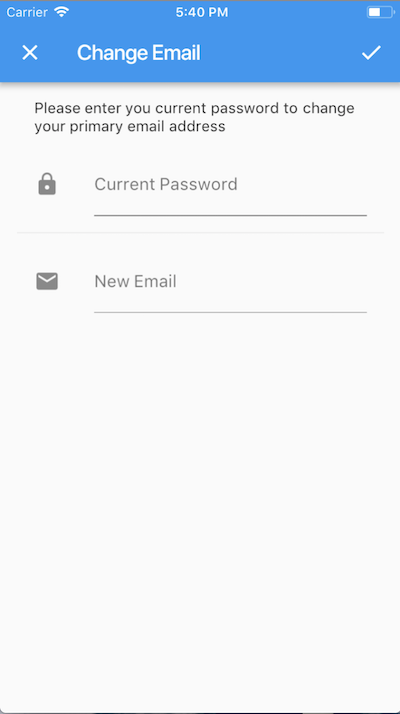 Carrier 5:40 PM
Change Email
Please enter you current password to change
your primary email address
Current Password
New Email